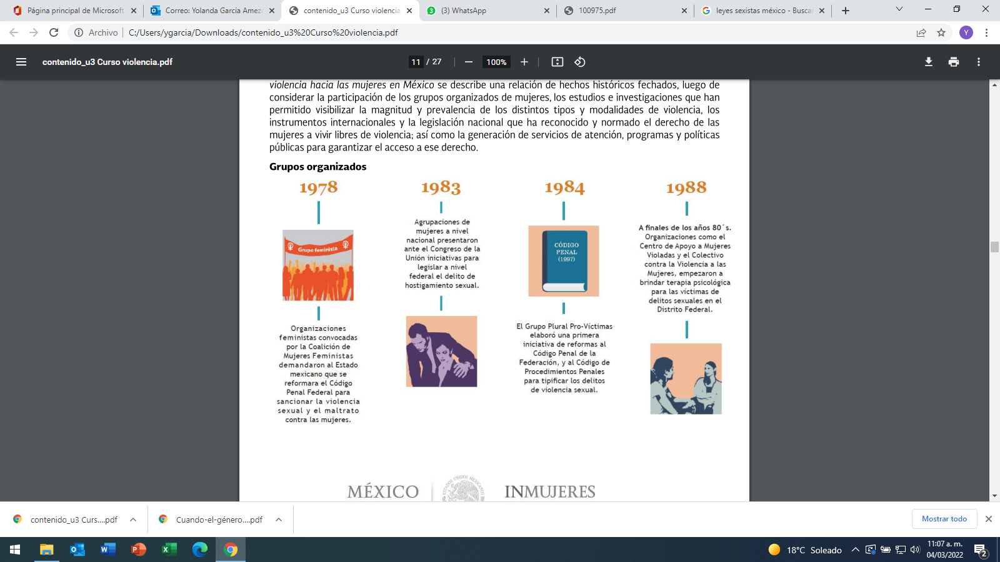 Página principal de Microsoft
Correo: Yolanda Garcia Amez
contenido_u3 Curso violencia
(3) WhatsApp
100975.pdf
leyes sexistas méxico - Busca
Archivo
C:/Users/ygarcia/Downloads/contenido_u3%20Curso%20violencia.pdf
Y
contenido_u3 Curso violencia.pdf
11 / 27
100%
violencia hacia las mujeres en México se describe una relación de hechos históricos fechados, luego de
considerar la participación de los grupos organizados de mujeres, los estudios e investigaciones que han
permitido visibilizar la magnitud y prevalencia de los distintos tipos y modalidades de violencia, los
instrumentos internacionales y la legislación nacional que ha reconocido y normado el derecho de las
mujeres a vivir libres de violencia; así como la generación de servicios de atención, programas y políticas
públicas para garantizar el acceso a ese derecho.
Grupos organizados
1978
Grupo feminista
Organizaciones
feministas convocadas
por la Coalición de
Mujeres Feministas
demandaron al Estado
mexicano que se
reformara el Código
Penal Federal para
sancionar la violencia
sexual y el maltrato
contra las mujeres.
1983
Agrupaciones de
mujeres a nivel
nacional presentaron
ante el Congreso de la
Unión iniciativas para
legislar a nivel
federal el delito de
hostigamiento sexual.
1984
CÓDIGO
PENAL
(1997)
El Grupo Plural Pro-Víctimas
elaboró una primera
iniciativa de reformas al
Código Penal de la
Federación, y al Código de
Procedimientos Penales
para tipificar los delitos
de violencia sexual.
1988
A finales de los años 80´s.
Organizaciones como el
Centro de Apoyo a Mujeres
Violadas y el Colectivo
contra la Violencia a las
Mujeres, empezaron a
brindar terapia psicológica
para las víctimas de
delitos sexuales en el
Distrito Federal.
MÉXICO
ESTADOS UNIDOS MEXICANOS
INMUJERES
contenido_u3 Curs....pdf
Cuando-el-género....pdf
Mostrar todo
18°C Soleado
11:07 a. m.
04/03/2022
2